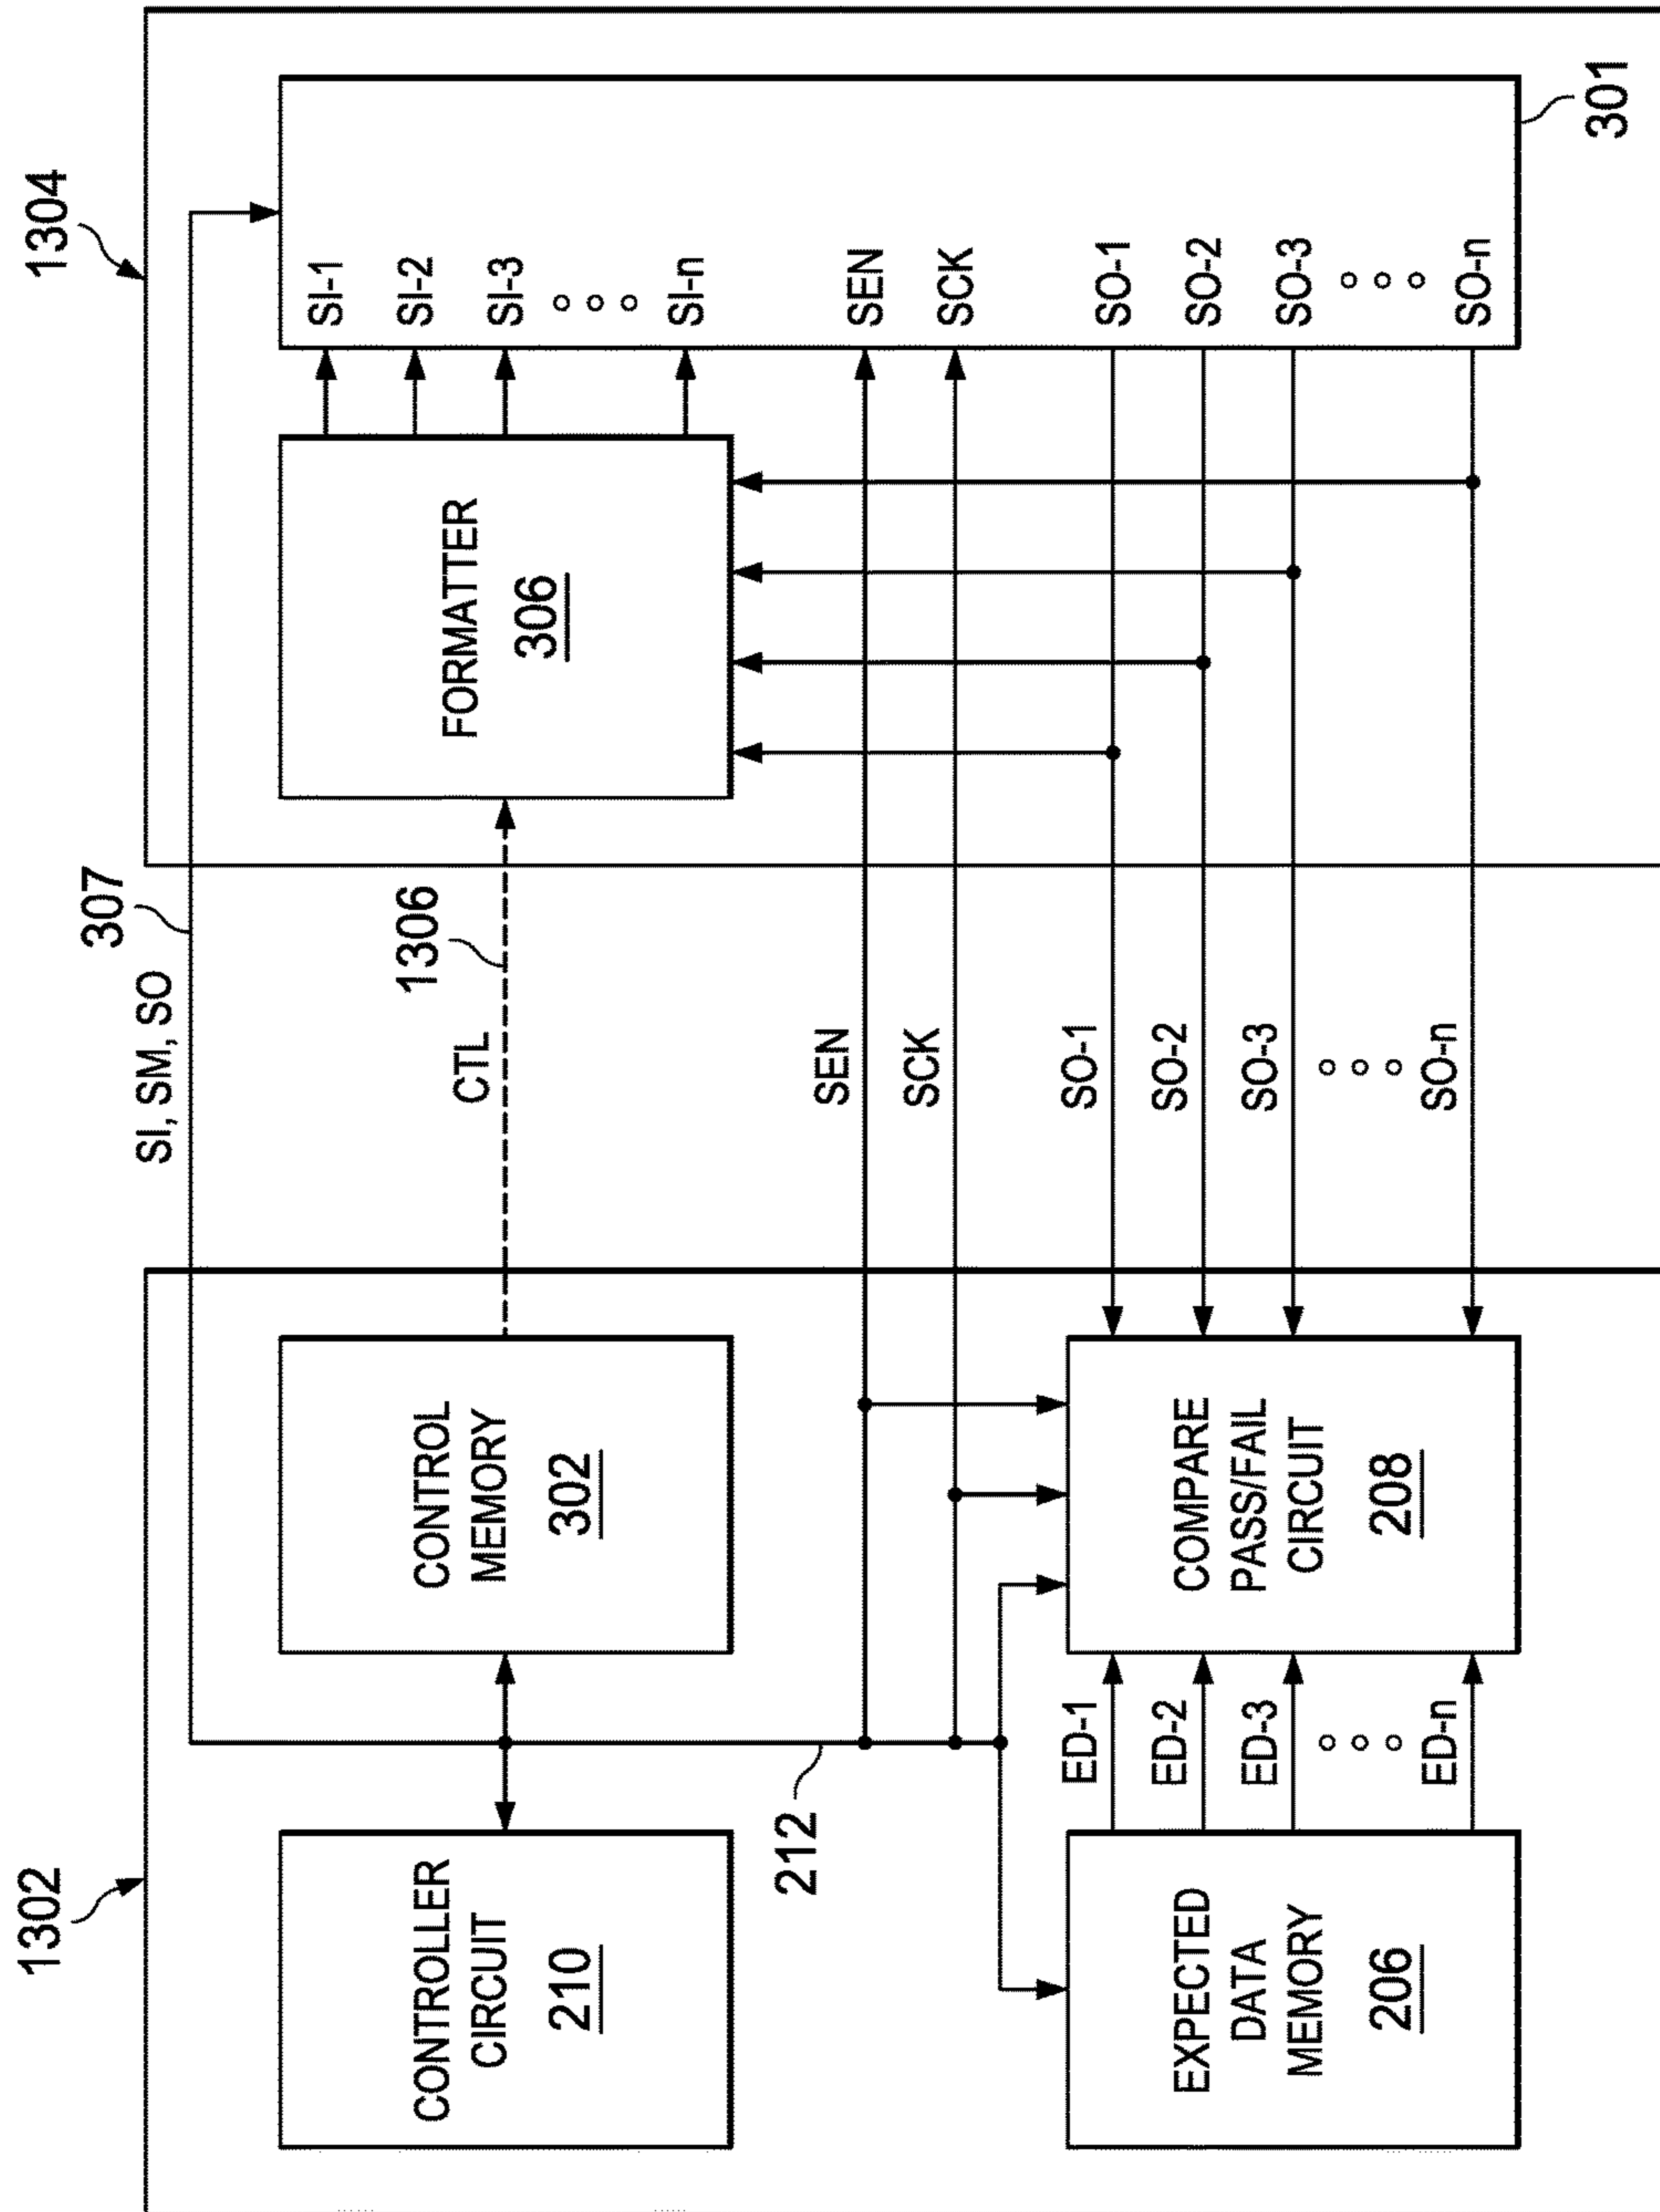 1302
307
1304
SI, SM, SO
CONTROLLER
CIRCUIT
210
CONTROL
MEMORY
302
CTL
1306
FORMATTER
306
SI-1
SI-2
SI-3
SI-n
212
SEN
SCK
SEN
SCK
EXPECTED
DATA
MEMORY
206
ED-1
ED-2
ED-3
ED-n
COMPARE
PASS/FAIL
CIRCUIT
208
SO-1
SO-2
SO-3
SO-n
SO-1
SO-2
SO-3
SO-n
301